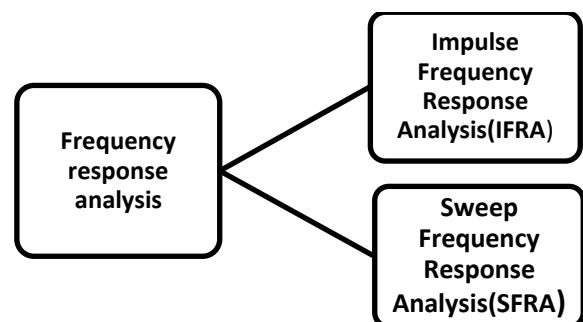 Frequency
response
analysis
Impulse
Frequency
Response
Analysis(IFRA)
Sweep
Frequency
Response
Analysis(SFRA)